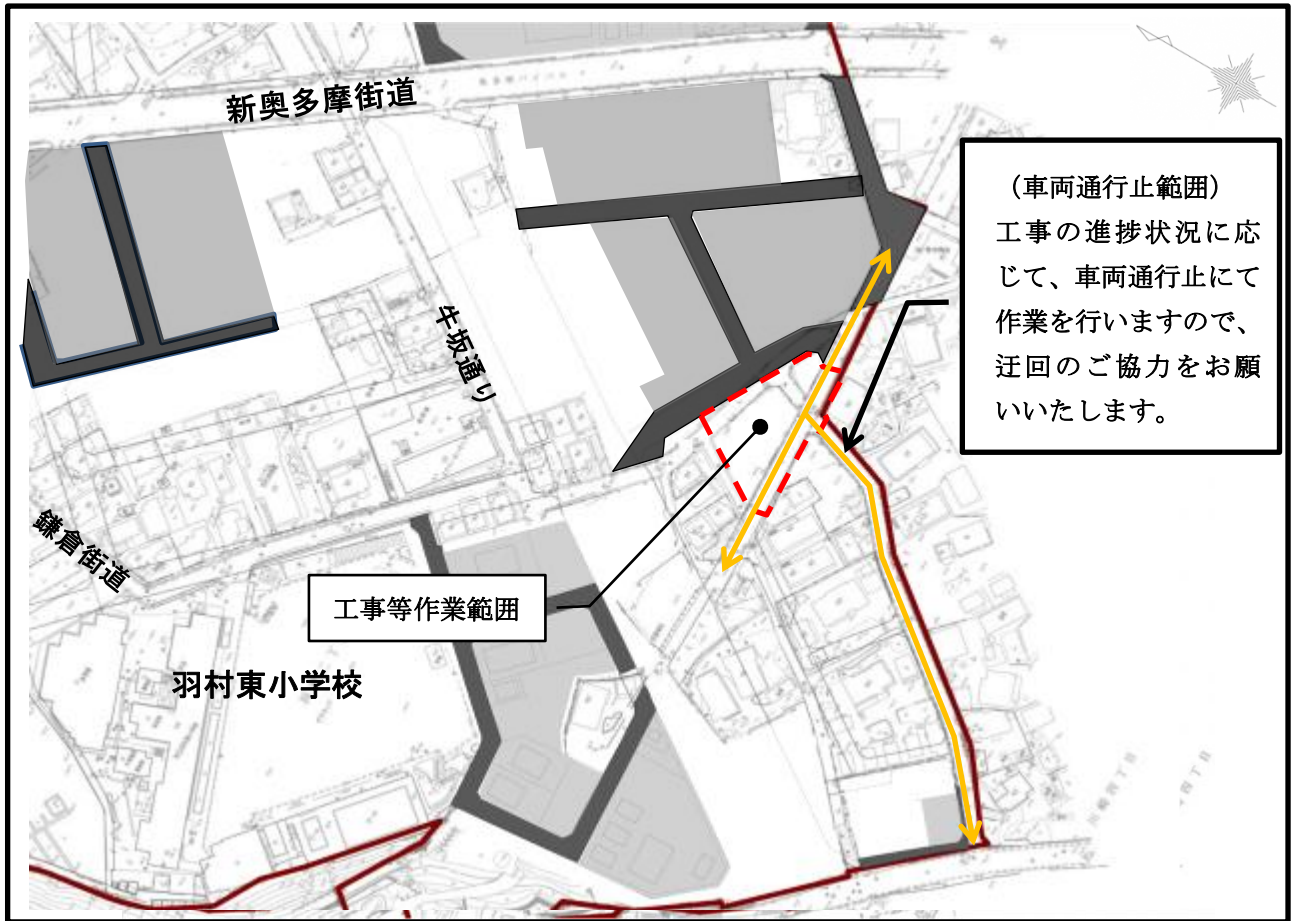 新奥多摩街道
(車両通行止範囲)
工事の進捗状況に応
じて、車両通行止にて
作業を行いますので、
迂回のご協力をお願
いいたします。
牛坂通り
鎌倉街道
工事等作業範囲
羽村東小学校